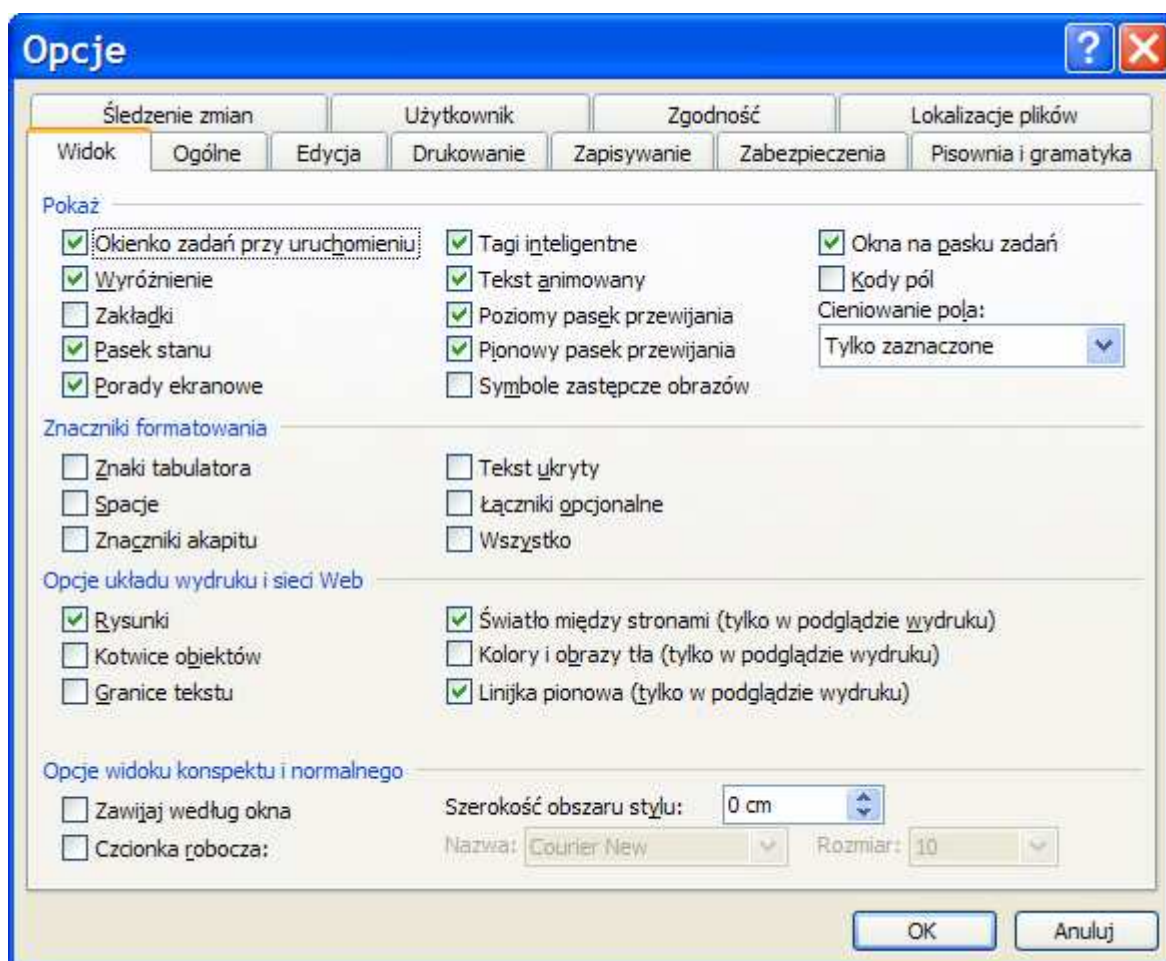 Opcje
Śledzenie zmian Użytkownik Zgodność Lokalizacje plików
Widok Ogólne Edycja Drukowanie Zapisywanie Zabezpieczenia Pisownia i gramatyka
Pokaż
Okienko zadań przy uruchomieniu Tagi inteligentne Okna na pasku zadań
Wyróżnienie Tekst animowany Kody pól
Zakładki Poziomy pasek przewijania Cieniowanie pola:
Pasek stanu Pionowy pasek przewijania Tylko zaznaczone
Porady ekranowe Symbole zastępcze obrazów
Znaczniki formatowania
Znaki tabulatora Tekst ukryty
Spacje Łączniki opcjonalne
Znaczniki akapitu Wszystko
Opcje układu wydruku i sieci Web
Rysunki Światło między stronami (tylko w podglądzie wydruku)
Kotwice obiektów Kolory i obrazy tła (tylko w podglądzie wydruku)
Granice tekstu Linijka pionowa (tylko w podglądzie wydruku)
Opcje widoku konspektu i normalnego
Zawijaj według okna Szerokość obszaru stylu: 0 cm
Czcionka robocza: Nazwa: Courier New Rozmiar: 10
OK Anuluj